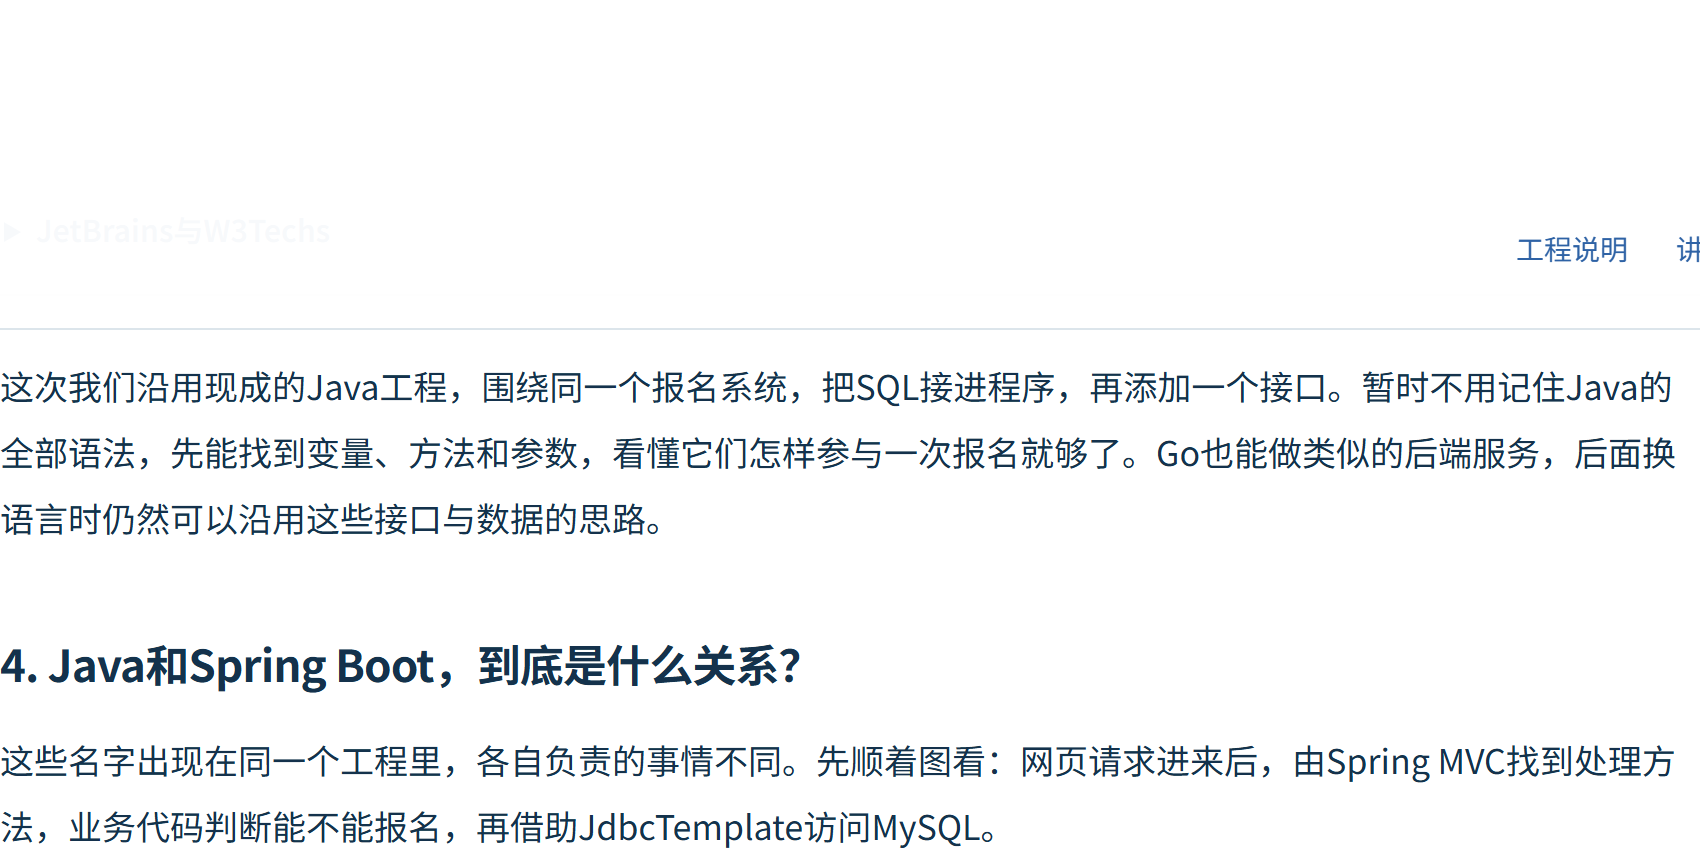 ▶ JetBrains与W3Techs
工程说明 讲
这次我们沿用现成的Java工程，围绕同一个报名系统，把SQL接进程序，再添加一个接口。暂时不用记住Java的
全部语法，先能找到变量、方法和参数，看懂它们怎样参与一次报名就够了。Go也能做类似的后端服务，后面换
语言时仍然可以沿用这些接口与数据的思路。
4. Java和Spring Boot，到底是什么关系？
这些名字出现在同一个工程里，各自负责的事情不同。先顺着图看：网页请求进来后，由Spring MVC找到处理方
法，业务代码判断能不能报名，再借助JdbcTemplate访问MySQL。